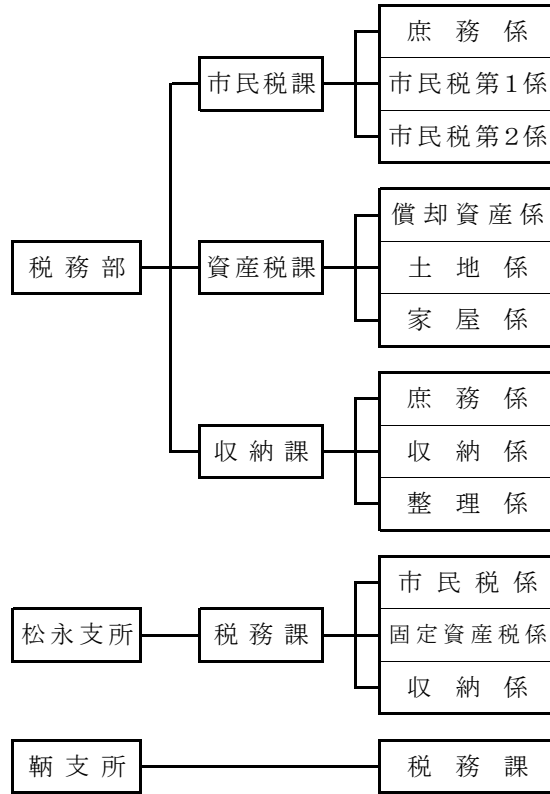 税務部
市民税課
庶務係
市民税第1係
市民税第2係
資産税課
償却資産係
土地係
家屋係
収納課
庶務係
収納係
整理係
松永支所
税務課
市民税係
固定資産税係
収納係
鞆支所
税務課